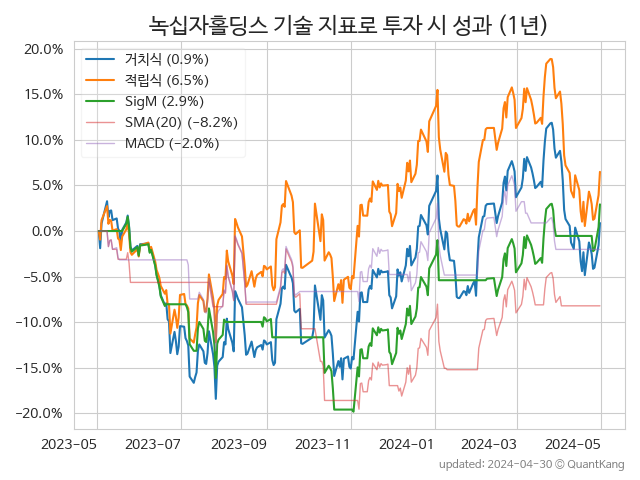 녹십자홀딩스 기술 지표로 투자 시 성과 (1년)
20.0%
15.0%
10.0%
5.0%
0.0%
−5.0%
−10.0%
−15.0%
−20.0%
거치식 (0.9%)
적립식 (6.5%)
SigM (2.9%)
SMA(20) (−8.2%)
MACD (−2.0%)
2023-05 2023-07 2023-09 2023-11 2024-01 2024-03 2024-05
updated: 2024-04-30 © QuantKang